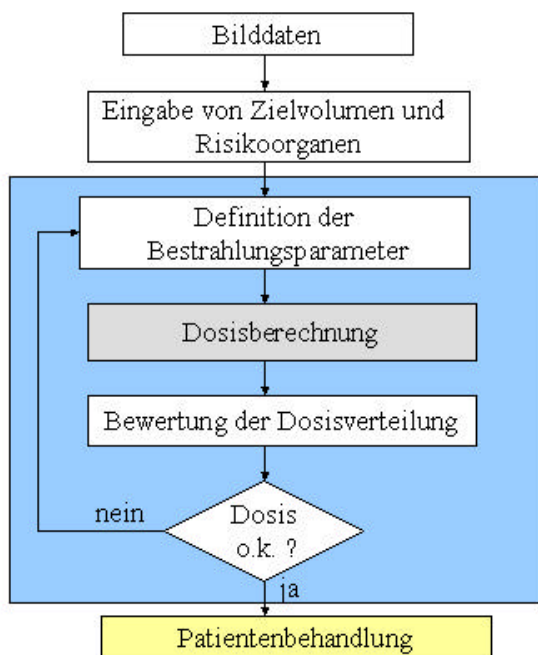 Bilddaten
Eingabe von Zielvolumen und
Risikoorganen
Definition der
Bestrahlungsparameter
Dosisberechnung
Bewertung der Dosisverteilung
nein
Dosis
o.k. ?
ja
Patientenbehandlung